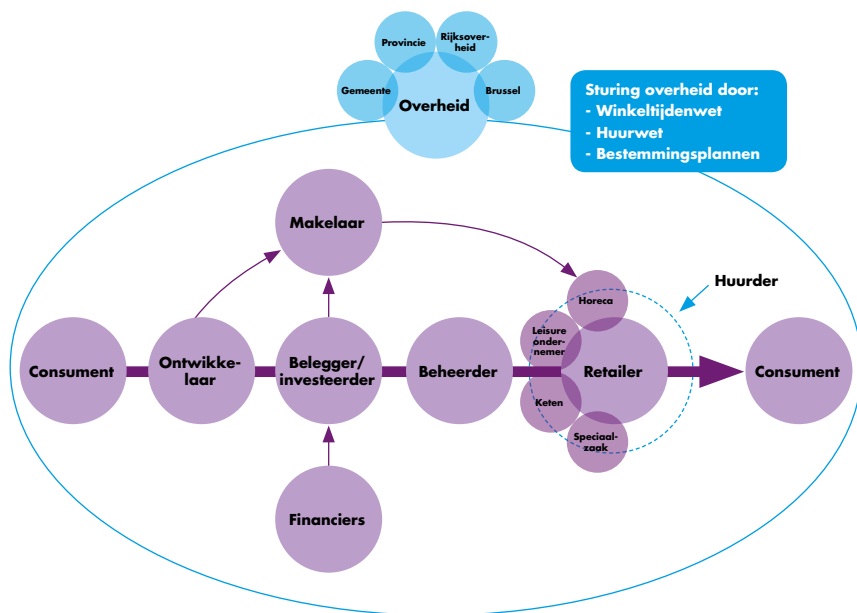 Provincie
Rijksover-
heid
Gemeente
Brussel
Overheid
Sturing overheid door:
- Winkeltijdenwet
- Huurwet
- Bestemmingsplannen
Makelaar
Huurder
Horeca
Leisure
onder-
nemer
Consument
Ontwikke-
laar
Belegger/
investeerder
Beheerder
Retailer
Consument
Keten
Speciaal-
zaak
Financiers